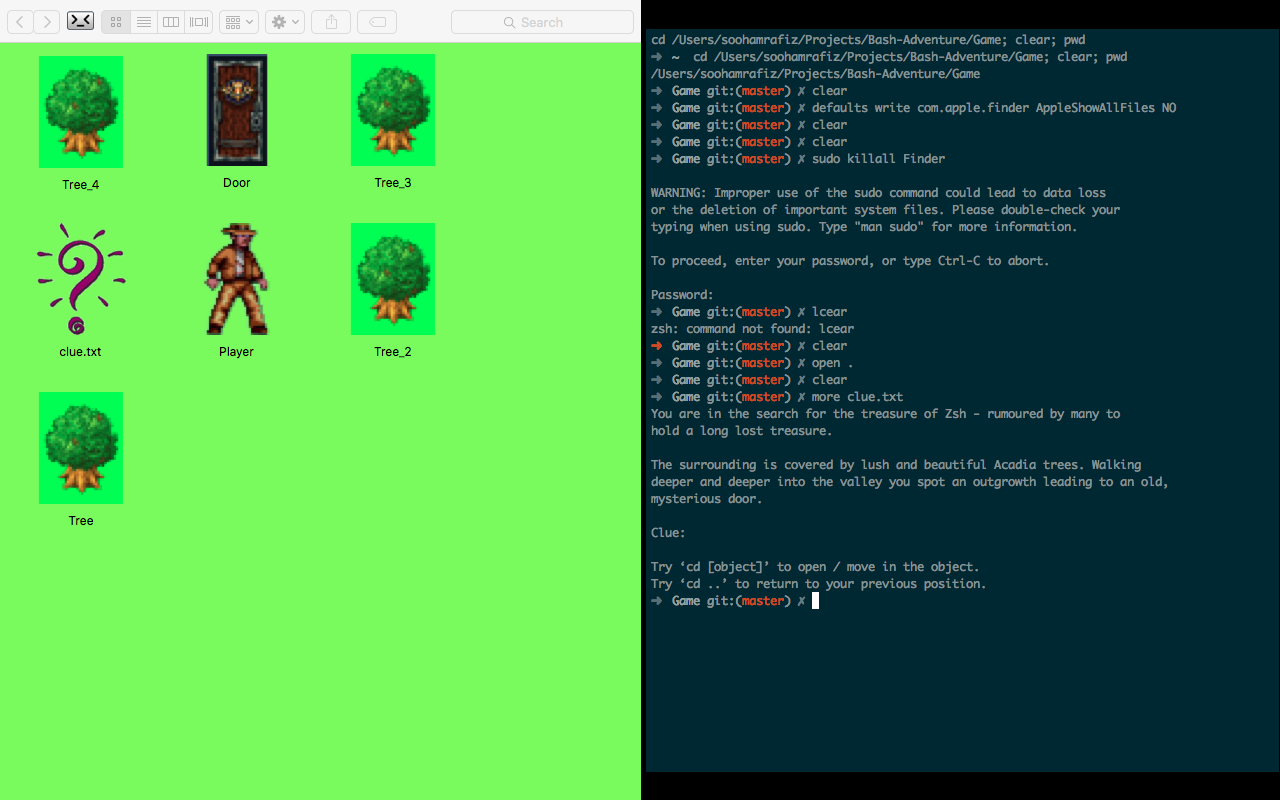 Search
Tree_4
Door
Tree_3
clue.txt
Player
Tree_2
Tree
cd /Users/soohamrafiz/Projects/Bash-Adventure/Game; clear; pwd
➜ ~ cd /Users/soohamrafiz/Projects/Bash-Adventure/Game; clear; pwd
/Users/soohamrafiz/Projects/Bash-Adventure/Game
➜ Game git:(master) ✗ clear
➜ Game git:(master) ✗ defaults write com.apple.finder AppleShowAllFiles NO
➜ Game git:(master) ✗ clear
➜ Game git:(master) ✗ clear
➜ Game git:(master) ✗ sudo killall Finder
WARNING: Improper use of the sudo command could lead to data loss
or the deletion of important system files. Please double-check your
typing when using sudo. Type "man sudo" for more information.
To proceed, enter your password, or type Ctrl-C to abort.
Password:
➜ Game git:(master) ✗ lcear
zsh: command not found: lcear
➜ Game git:(master) ✗ clear
➜ Game git:(master) ✗ open .
➜ Game git:(master) ✗ clear
➜ Game git:(master) ✗ more clue.txt
You are in the search for the treasure of Zsh - rumoured by many to
hold a long lost treasure.
The surrounding is covered by lush and beautiful Acadia trees. Walking
deeper and deeper into the valley you spot an outgrowth leading to an old,
mysterious door.
Clue:
Try ‘cd [object]’ to open / move in the object.
Try ‘cd ..’ to return to your previous position.
➜ Game git:(master) ✗